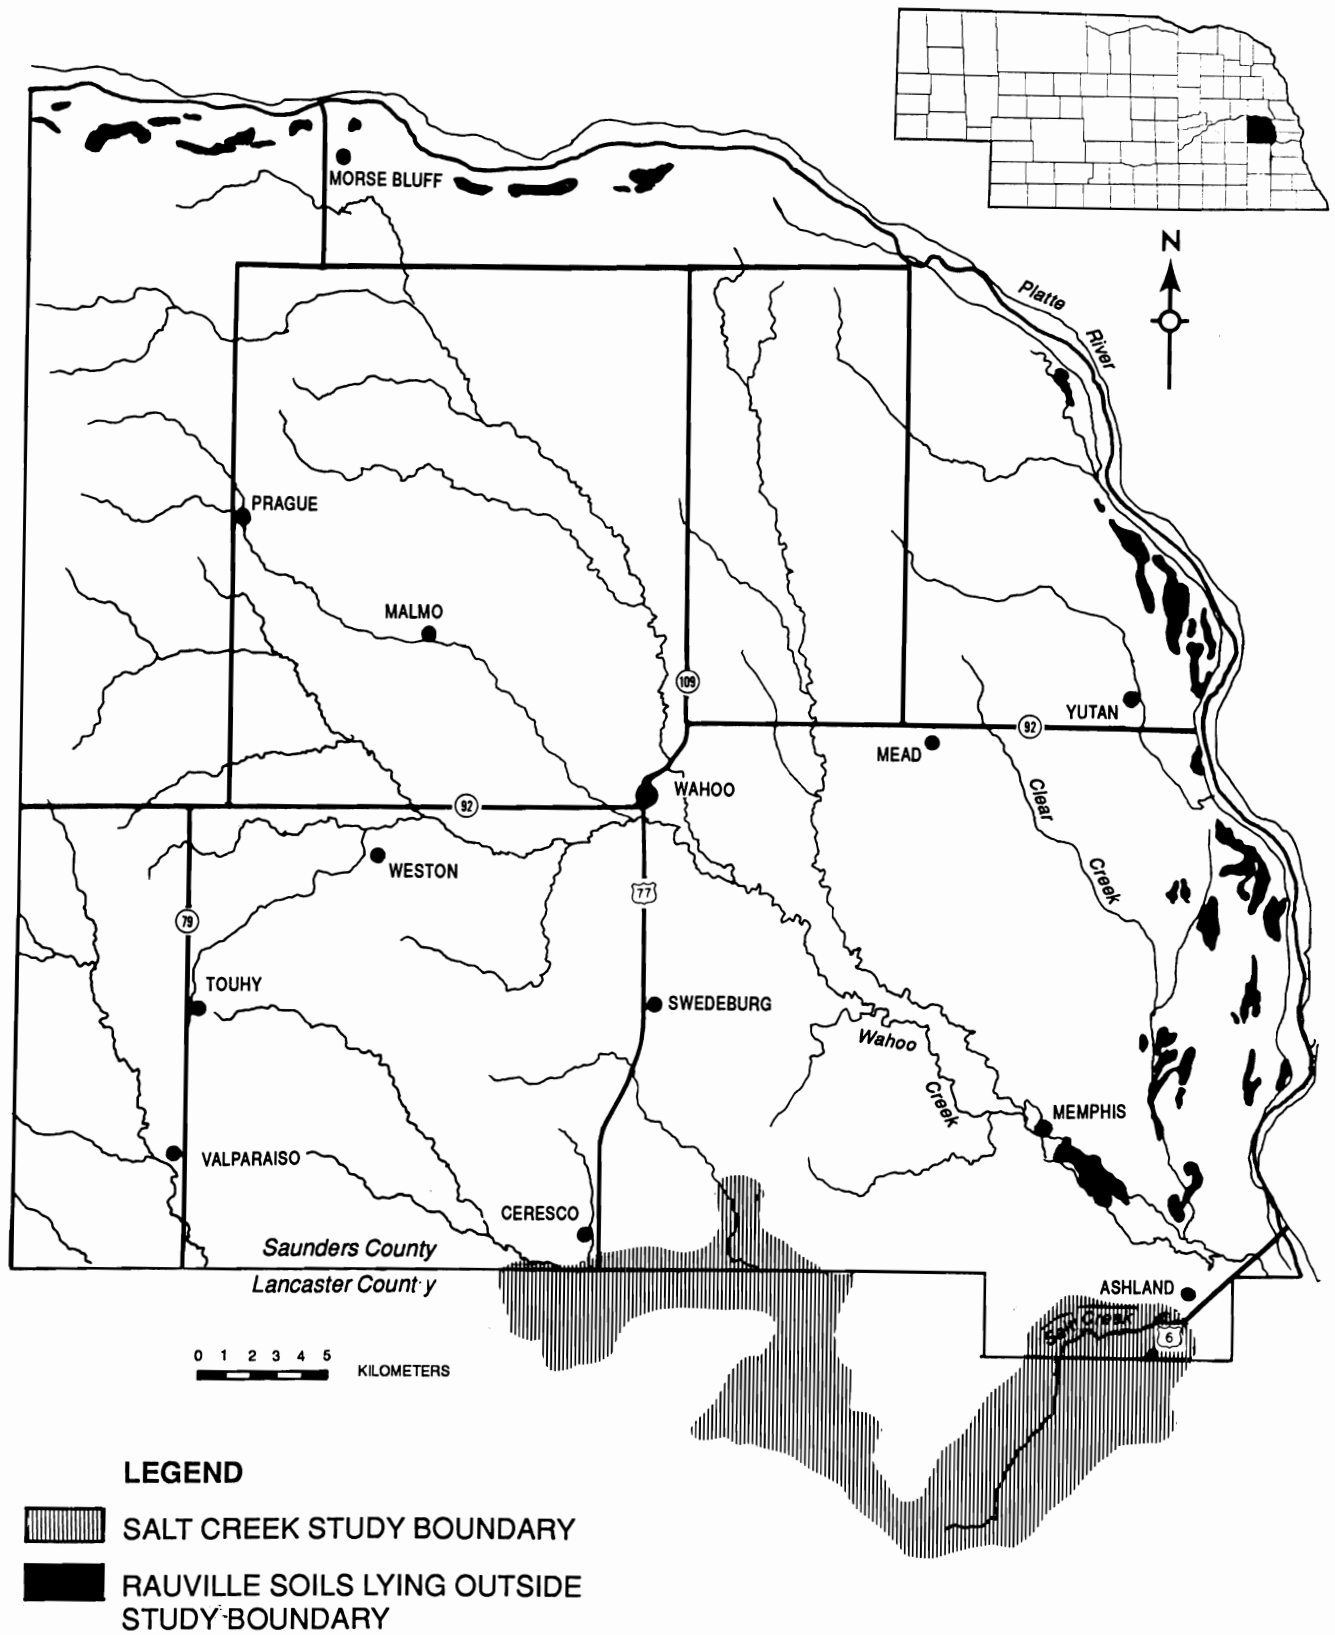 N
MORSE BLUFF
Platte
River
PRAGUE
MALMO
109
YUTAN
92
MEAD
WAHOO
92
Clear
Creek
WESTON
77
79
TOUHY
SWEDEBURG
Wahoo
Creek
MEMPHIS
VALPARAISO
CERESCO
Saunders County
Lancaster County
ASHLAND
Salt Creek
6
0 1 2 3 4 5
KILOMETERS
LEGEND
SALT CREEK STUDY BOUNDARY
RAUVILLE SOILS LYING OUTSIDE
STUDY BOUNDARY